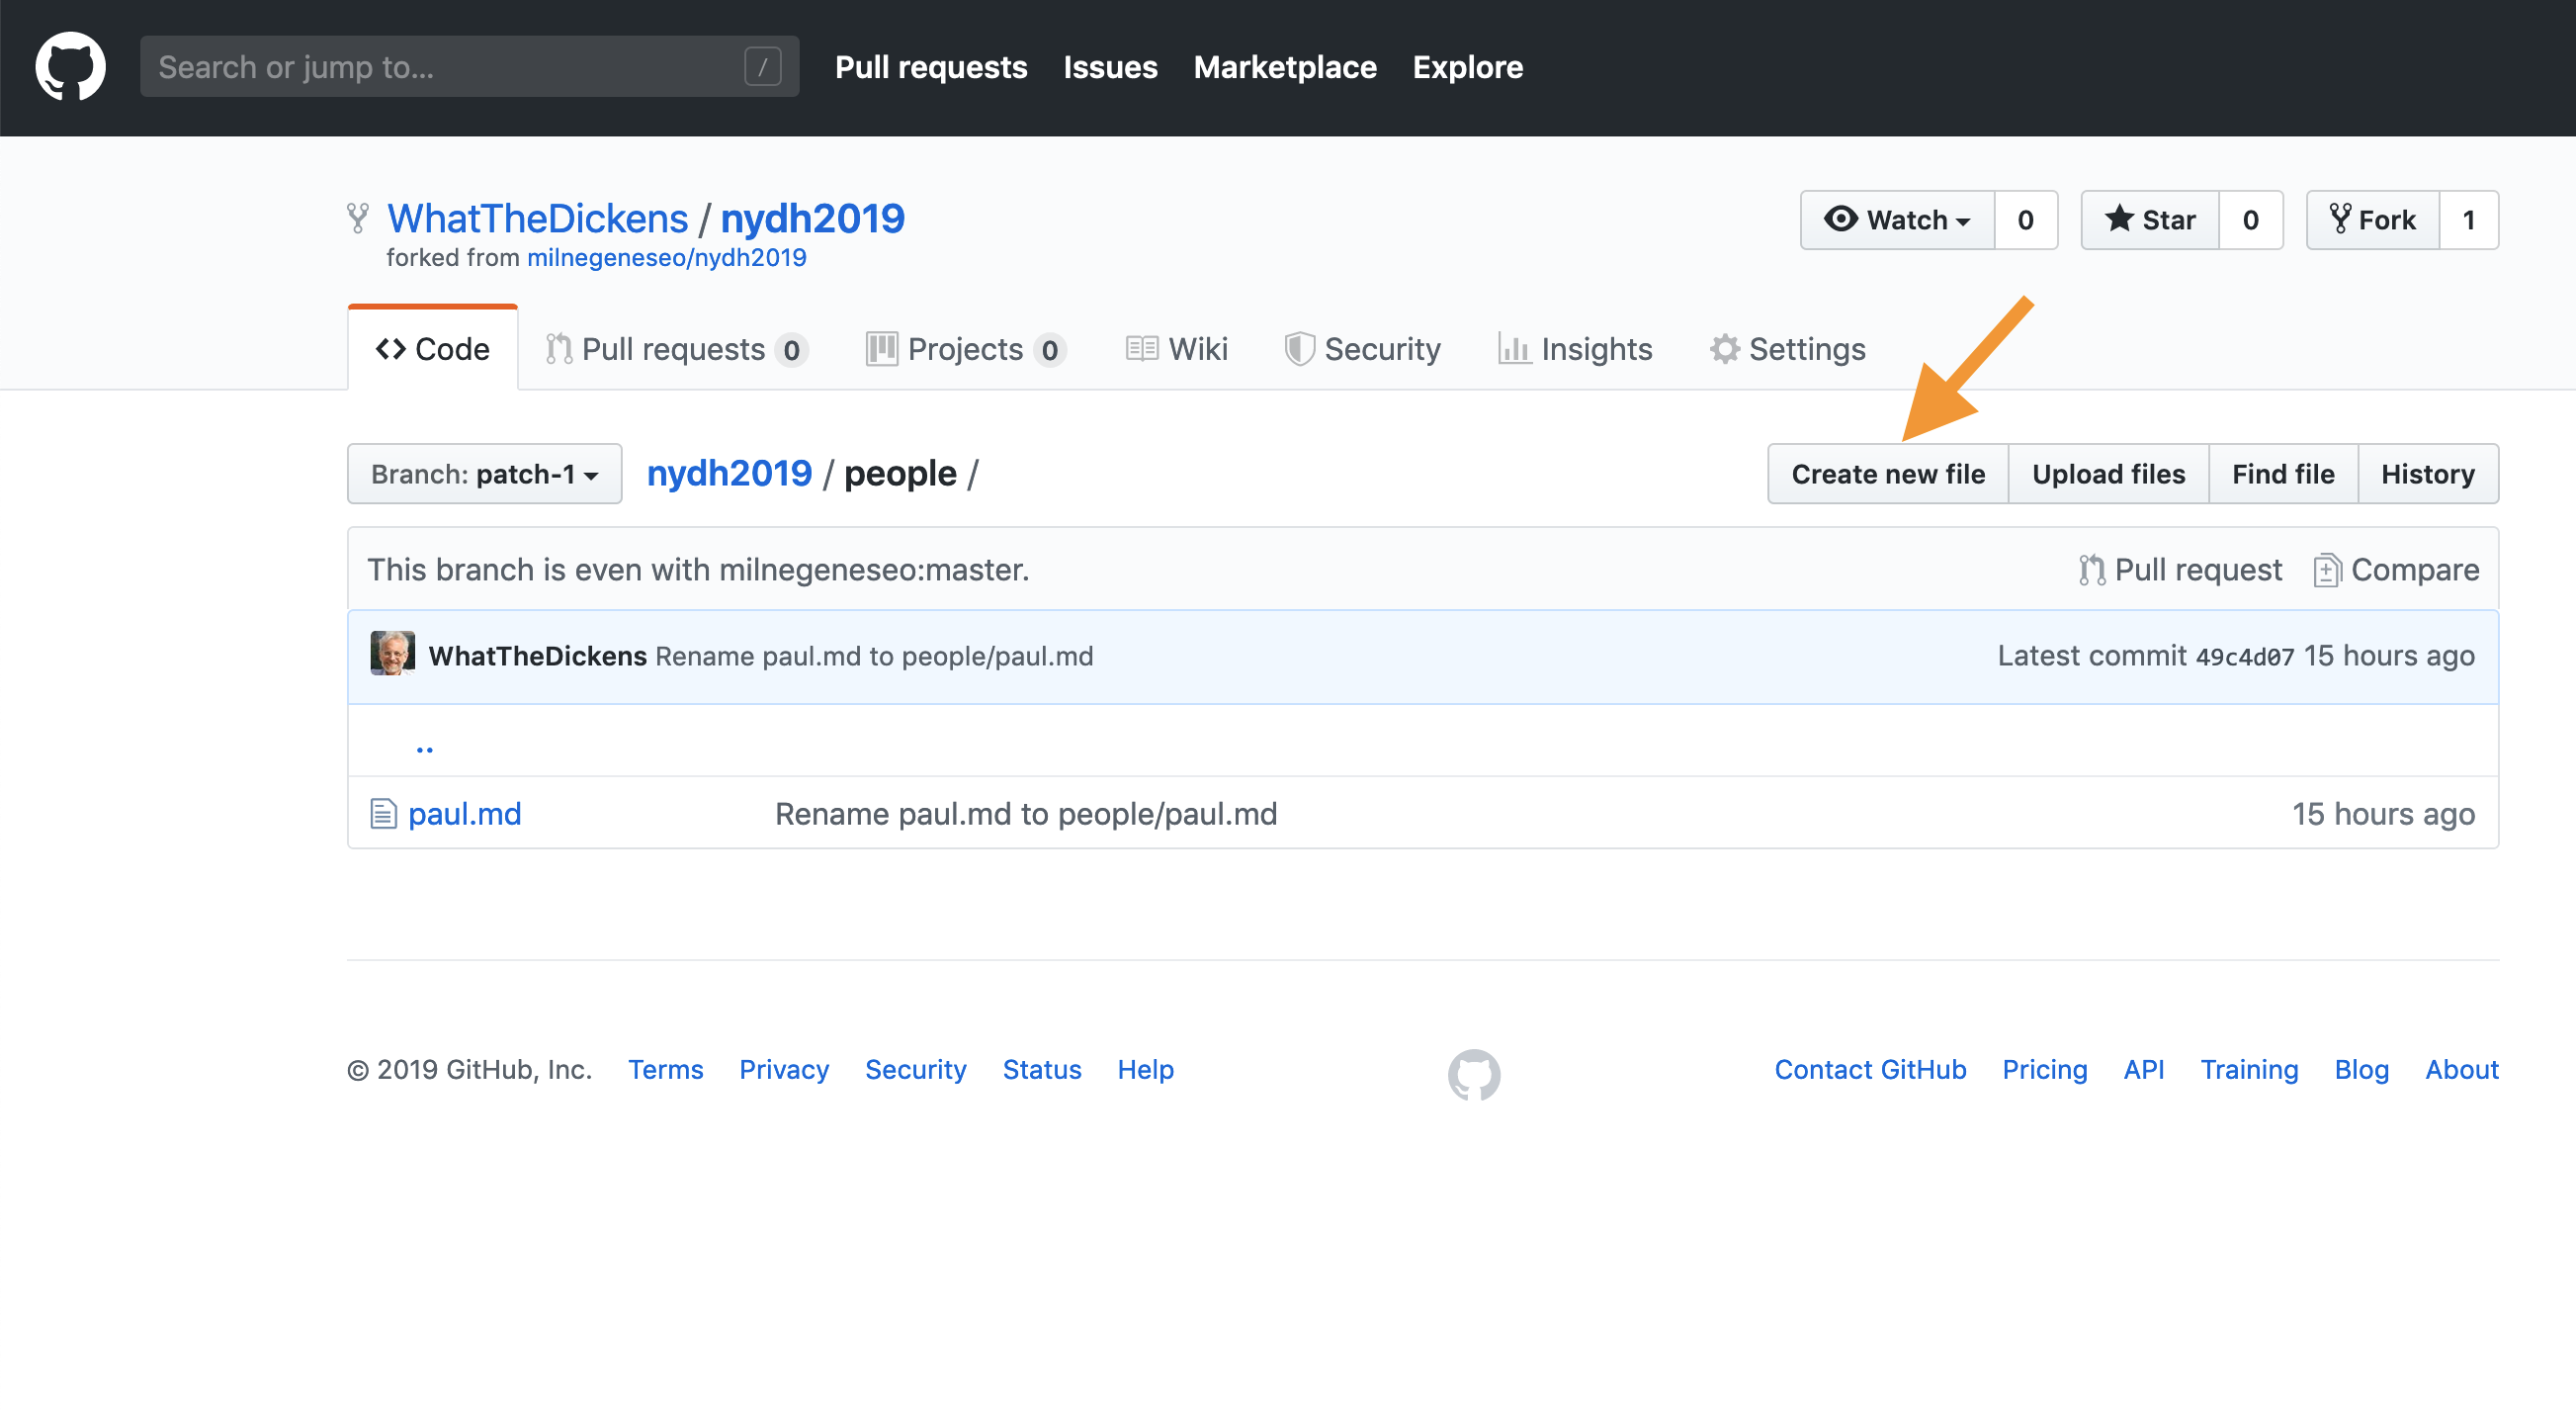 Search or jump to... /
Pull requests Issues Marketplace Explore
WhatTheDickens / nydh2019
forked from milnegeneseo/nydh2019
Watch 0 Star 0 Fork 1
Code Pull requests 0 Projects 0 Wiki Security Insights Settings
Branch: patch-1 nydh2019 / people /
Create new file Upload files Find file History
This branch is even with milnegeneseo:master. Pull request Compare
WhatTheDickens Rename paul.md to people/paul.md Latest commit 49c4d07 15 hours ago
..
paul.md Rename paul.md to people/paul.md 15 hours ago
© 2019 GitHub, Inc. Terms Privacy Security Status Help Contact GitHub Pricing API Training Blog About